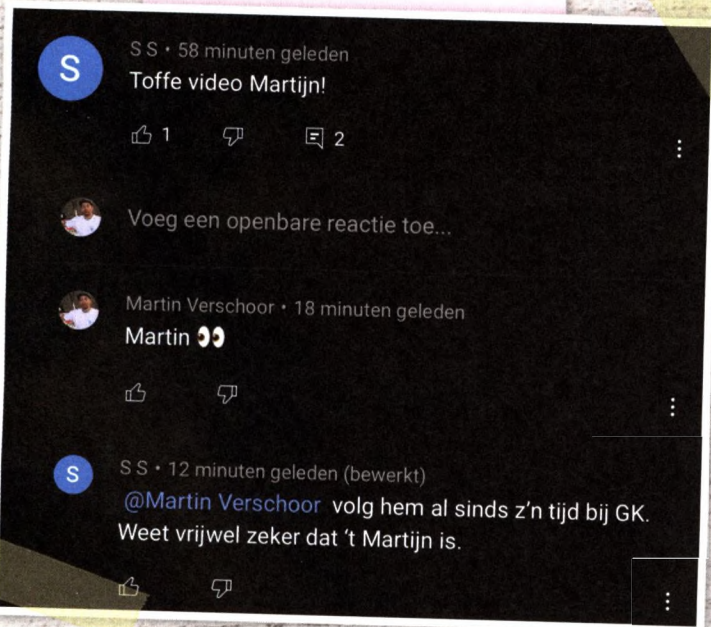 S
S S • 58 minuten geleden
Toffe video Martijn!
1
2
Voeg een openbare reactie toe...
Martin Verschoor • 18 minuten geleden
Martin 👀
S
S S • 12 minuten geleden (bewerkt)
@Martin Verschoor volg hem al sinds z’n tijd bij GK.
Weet vrijwel zeker dat ‘t Martijn is.